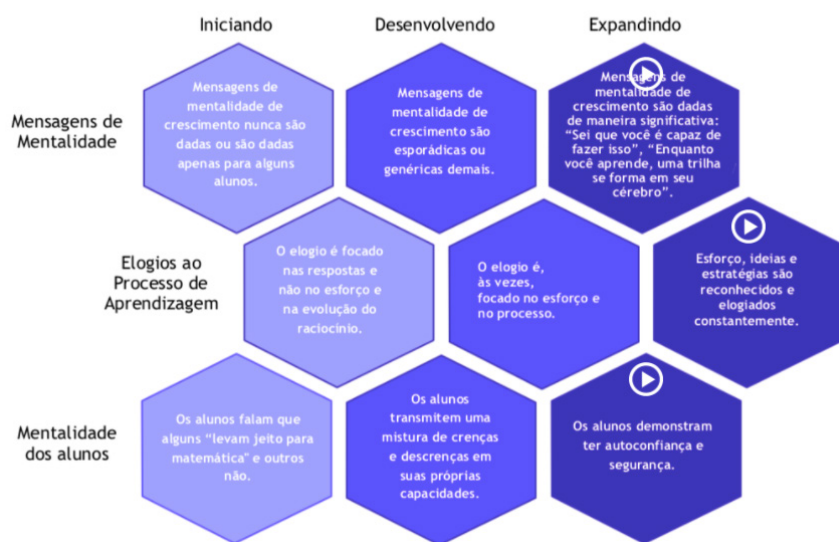 Iniciando
Desenvolvendo
Expandindo
Mensagens de
Mentalidade
Mensagens de
mentalidade de
crescimento nunca são
dadas ou são dadas
apenas para alguns
alunos.
Mensagens de
mentalidade de
crescimento são
esporádicas ou
genéricas demais.
Mensagens de
mentalidade de
crescimento são dadas
de maneira significativa:
“Sei que você é capaz de
fazer isso”, “Enquanto
você aprende, uma trilha
se forma em seu
cérebro”.
Elogios ao
Processo de
Aprendizagem
O elogio é focado
nas respostas e
não no esforço e
na evolução do
raciocínio.
O elogio é,
às vezes,
focado no esforço e
no processo.
Esforço, ideias e
estratégias são
reconhecidos e
elogiados
constantemente.
Mentalidade
dos alunos
Os alunos falam que
alguns “levam jeito para
matemática" e outros
não.
Os alunos
transmitem uma
mistura de crenças
e descrenças em
suas próprias
capacidades.
Os alunos demonstram
ter autoconfiança e
segurança.